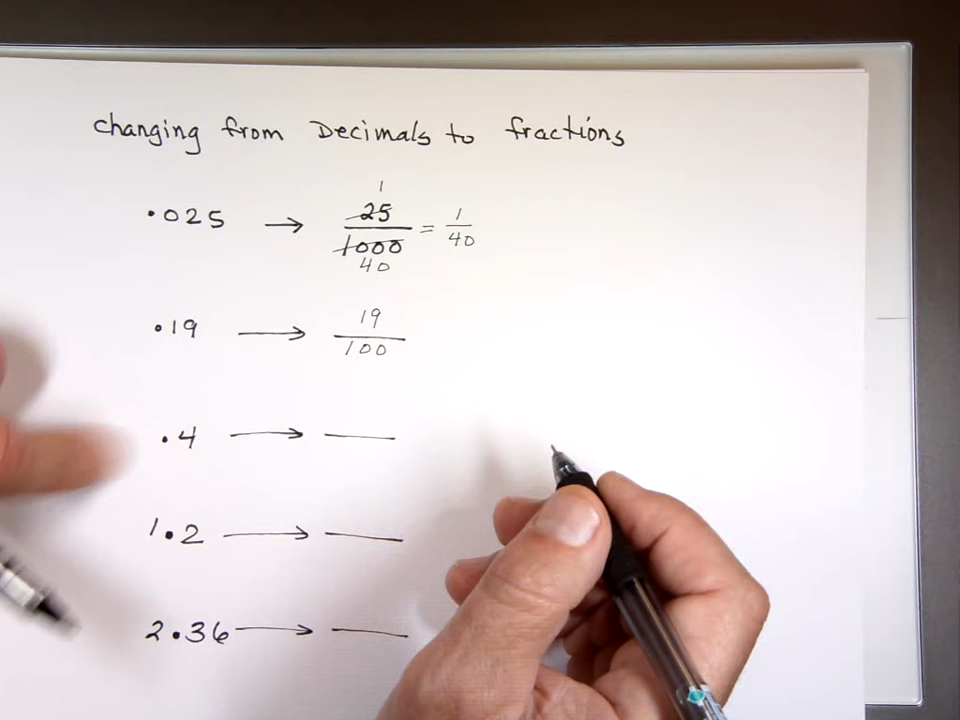 Changing from Decimals to fractions
.025 → 1 25/1000 40 = 1/40
.19 → 19/100
.4 → —
1.2 → —
2.36 → —